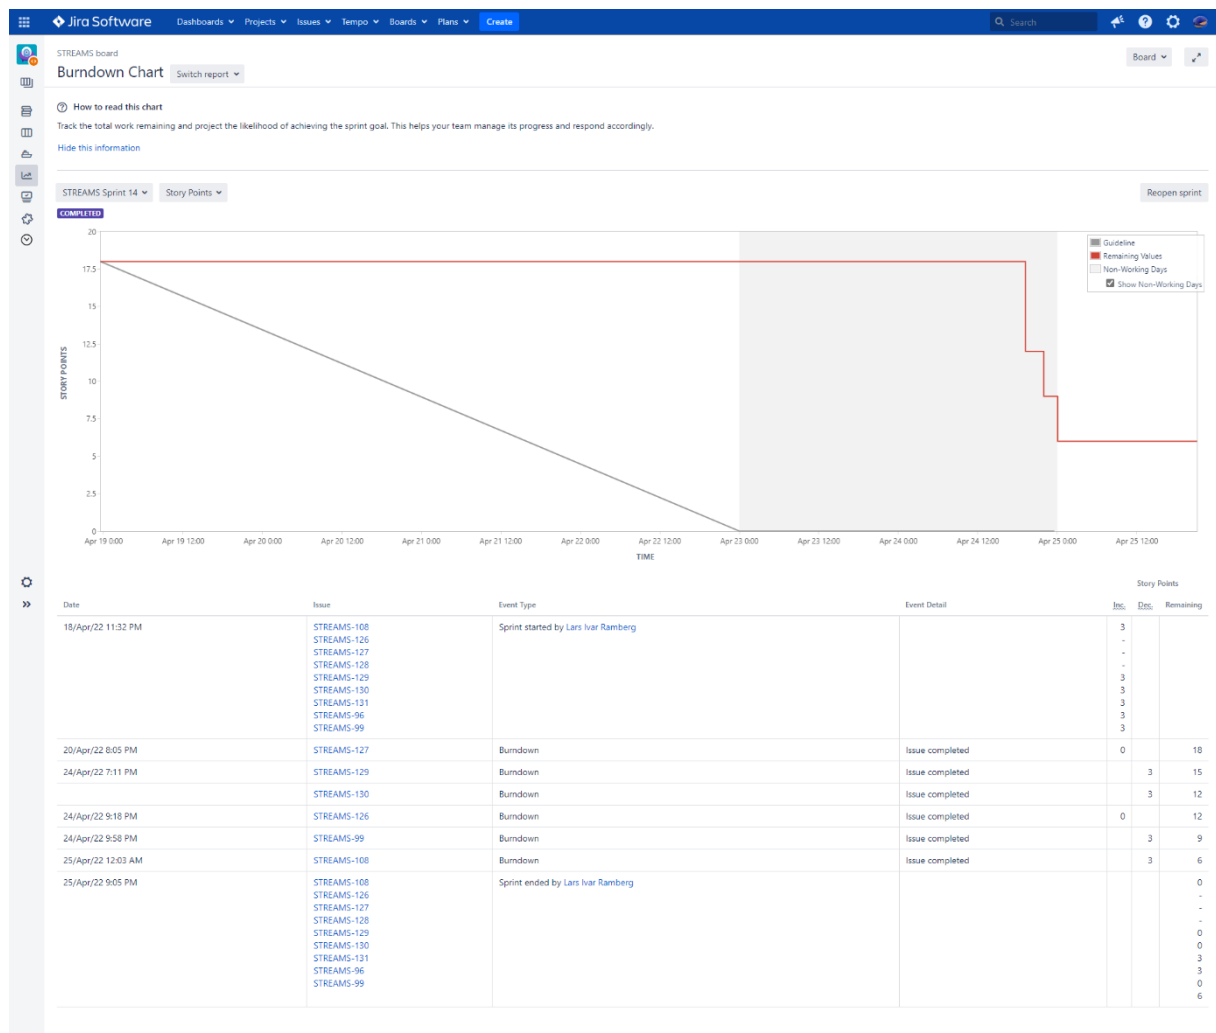 Jira Software Dashboards Projects Issues Tempo Boards Plans Create Search
STREAMS board
Burndown Chart Switch report
Board
How to read this chart
Track the total work remaining and project the likelihood of achieving the sprint goal. This helps your team manage its progress and respond accordingly.
Hide this information
STREAMS Sprint 14 Story Points Reopen sprint
COMPLETED
Guideline
Remaining Values
Non-Working Days
Show Non-Working Days
STORY POINTS
20
17.5
15
12.5
10
7.5
5
2.5
0
Apr 19 0:00 Apr 19 12:00 Apr 20 0:00 Apr 20 12:00 Apr 21 0:00 Apr 21 12:00 Apr 22 0:00 Apr 22 12:00 Apr 23 0:00 Apr 23 12:00 Apr 24 0:00 Apr 24 12:00 Apr 25 0:00 Apr 25 12:00
TIME
Story Points
Date Issue Event Type Event Detail Inc. Dec. Remaining
18/Apr/22 11:32 PM STREAMS-108 Sprint started by Lars Ivar Ramberg 3
STREAMS-126 -
STREAMS-127 -
STREAMS-128 -
STREAMS-129 3
STREAMS-130 3
STREAMS-131 3
STREAMS-96 3
STREAMS-99 3
20/Apr/22 8:05 PM STREAMS-127 Burndown Issue completed 0 18
24/Apr/22 7:11 PM STREAMS-129 Burndown Issue completed 3 15
STREAMS-130 Burndown Issue completed 3 12
24/Apr/22 9:18 PM STREAMS-126 Burndown Issue completed 0 12
24/Apr/22 9:58 PM STREAMS-99 Burndown Issue completed 3 9
25/Apr/22 12:03 AM STREAMS-108 Burndown Issue completed 3 6
25/Apr/22 9:05 PM STREAMS-108 Sprint ended by Lars Ivar Ramberg 0
STREAMS-126 -
STREAMS-127 -
STREAMS-128 -
STREAMS-129 0
STREAMS-130 0
STREAMS-131 3
STREAMS-96 3
STREAMS-99 0
6